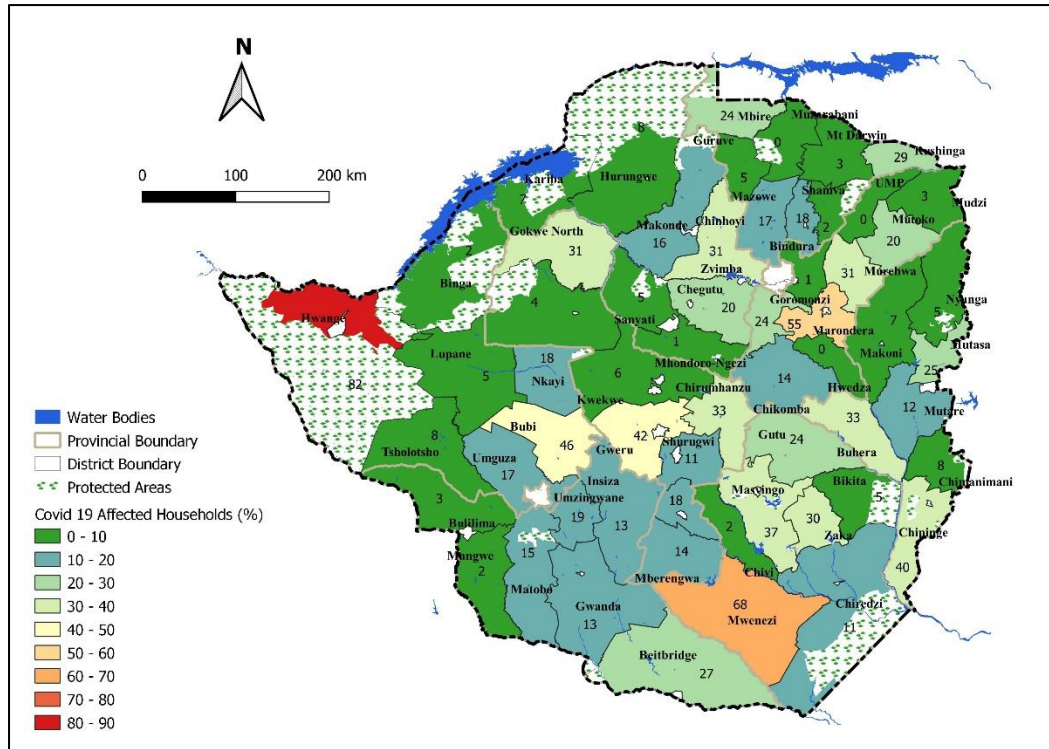 N
0 100 200 km
24 Mbire
Muzarabani
8
Guruve
0
Mt Darwin
3
29
Rushinga
Kariba
7
Hurungwe
5
Mazowe
Shamva
UMP
3
Mudzi
2
Gokwe North
31
Makonde
16
Chinhoyi
31
Zvimba
17
18
Bindura
2
0
Mutoko
20
Binga
4
5
Sanyati
Chegutu
20
1
Goromonzi
31
Murehwa
Nyanga
5
Hwange
24
55
Marondera
7
Makoni
Mutasa
25
82
Lupane
5
18
Nkayi
1
Mhondoro-Ngezi
6
Kwekwe
Chirumhanzu
33
0
14
Hwedza
Chikomba
12
Mutare
Bubi
46
42
Gweru
Shurugwi
11
Gutu
24
33
Buhera
8
Tsholotsho
Umguza
17
Insiza
Umzingwane
19
13
18
Masvingo
37
30
Zaka
Bikita
5
8
Chimanimani
3
Bulilima
Mangwe
2
15
Matobo
14
Mberengwa
2
Chivi
Chipinge
40
Gwanda
13
68
Mwenezi
Chiredzi
11
Beitbridge
27
Water Bodies
Provincial Boundary
District Boundary
Protected Areas
Covid 19 Affected Households (%)
0 - 10
10 - 20
20 - 30
30 - 40
40 - 50
50 - 60
60 - 70
70 - 80
80 - 90